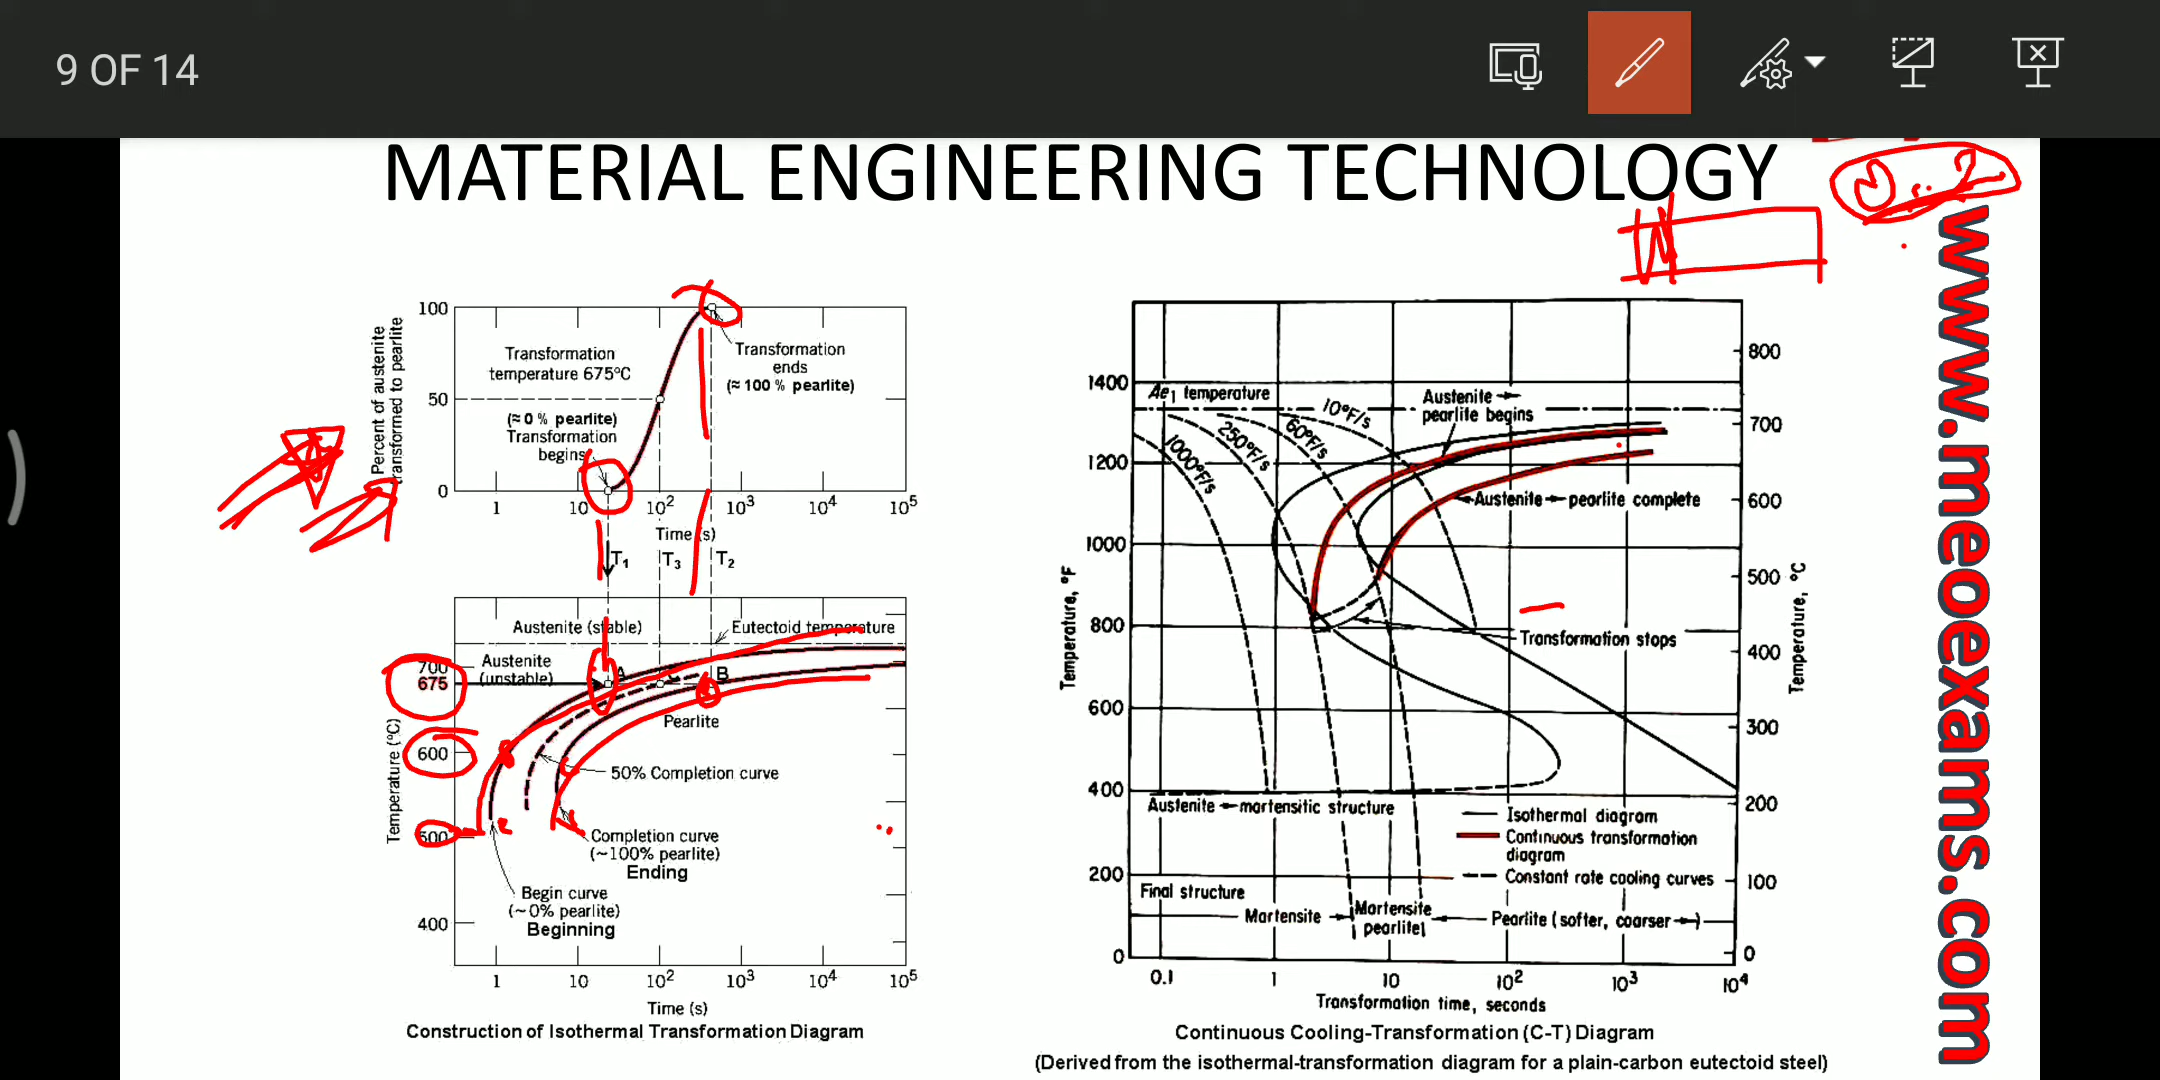 9 OF 14
MATERIAL ENGINEERING TECHNOLOGY
www.meoexams.com
Percent of austenite
transformed to pearlite
100
50
0
Transformation
temperature 675°C
(≈ 0 % pearlite)
Transformation
begins
Transformation
ends
(≈ 100 % pearlite)
1 10 10² 10³ 10⁴ 10⁵
Time (s)
T₁ T₃ T₂
Austenite (stable)
Eutectoid temperature
Austenite
(unstable)
A
B
Temperature (°C)
700
675
600
500
400
Pearlite
50% Completion curve
Completion curve
(~100% pearlite)
Ending
Begin curve
(~0% pearlite)
Beginning
1 10 10² 10³ 10⁴ 10⁵
Time (s)
Construction of Isothermal Transformation Diagram
Temperature, °F
1400
1200
1000
800
600
400
200
0
Temperature, °C
800
700
600
500
400
300
200
100
0
Ae₁ temperature
1000°F/s
250°F/s
60°F/s
10°F/s
Austenite →
pearlite begins
Austenite → pearlite complete
Transformation stops
Austenite → martensitic structure
Isothermal diagram
Continuous transformation
diagram
Constant rate cooling curves
Final structure
Martensite
Martensite
pearlite
Pearlite (softer, coarser →)
0.1 1 10 10² 10³ 10⁴
Transformation time, seconds
Continuous Cooling-Transformation (C-T) Diagram
(Derived from the isothermal-transformation diagram for a plain-carbon eutectoid steel)